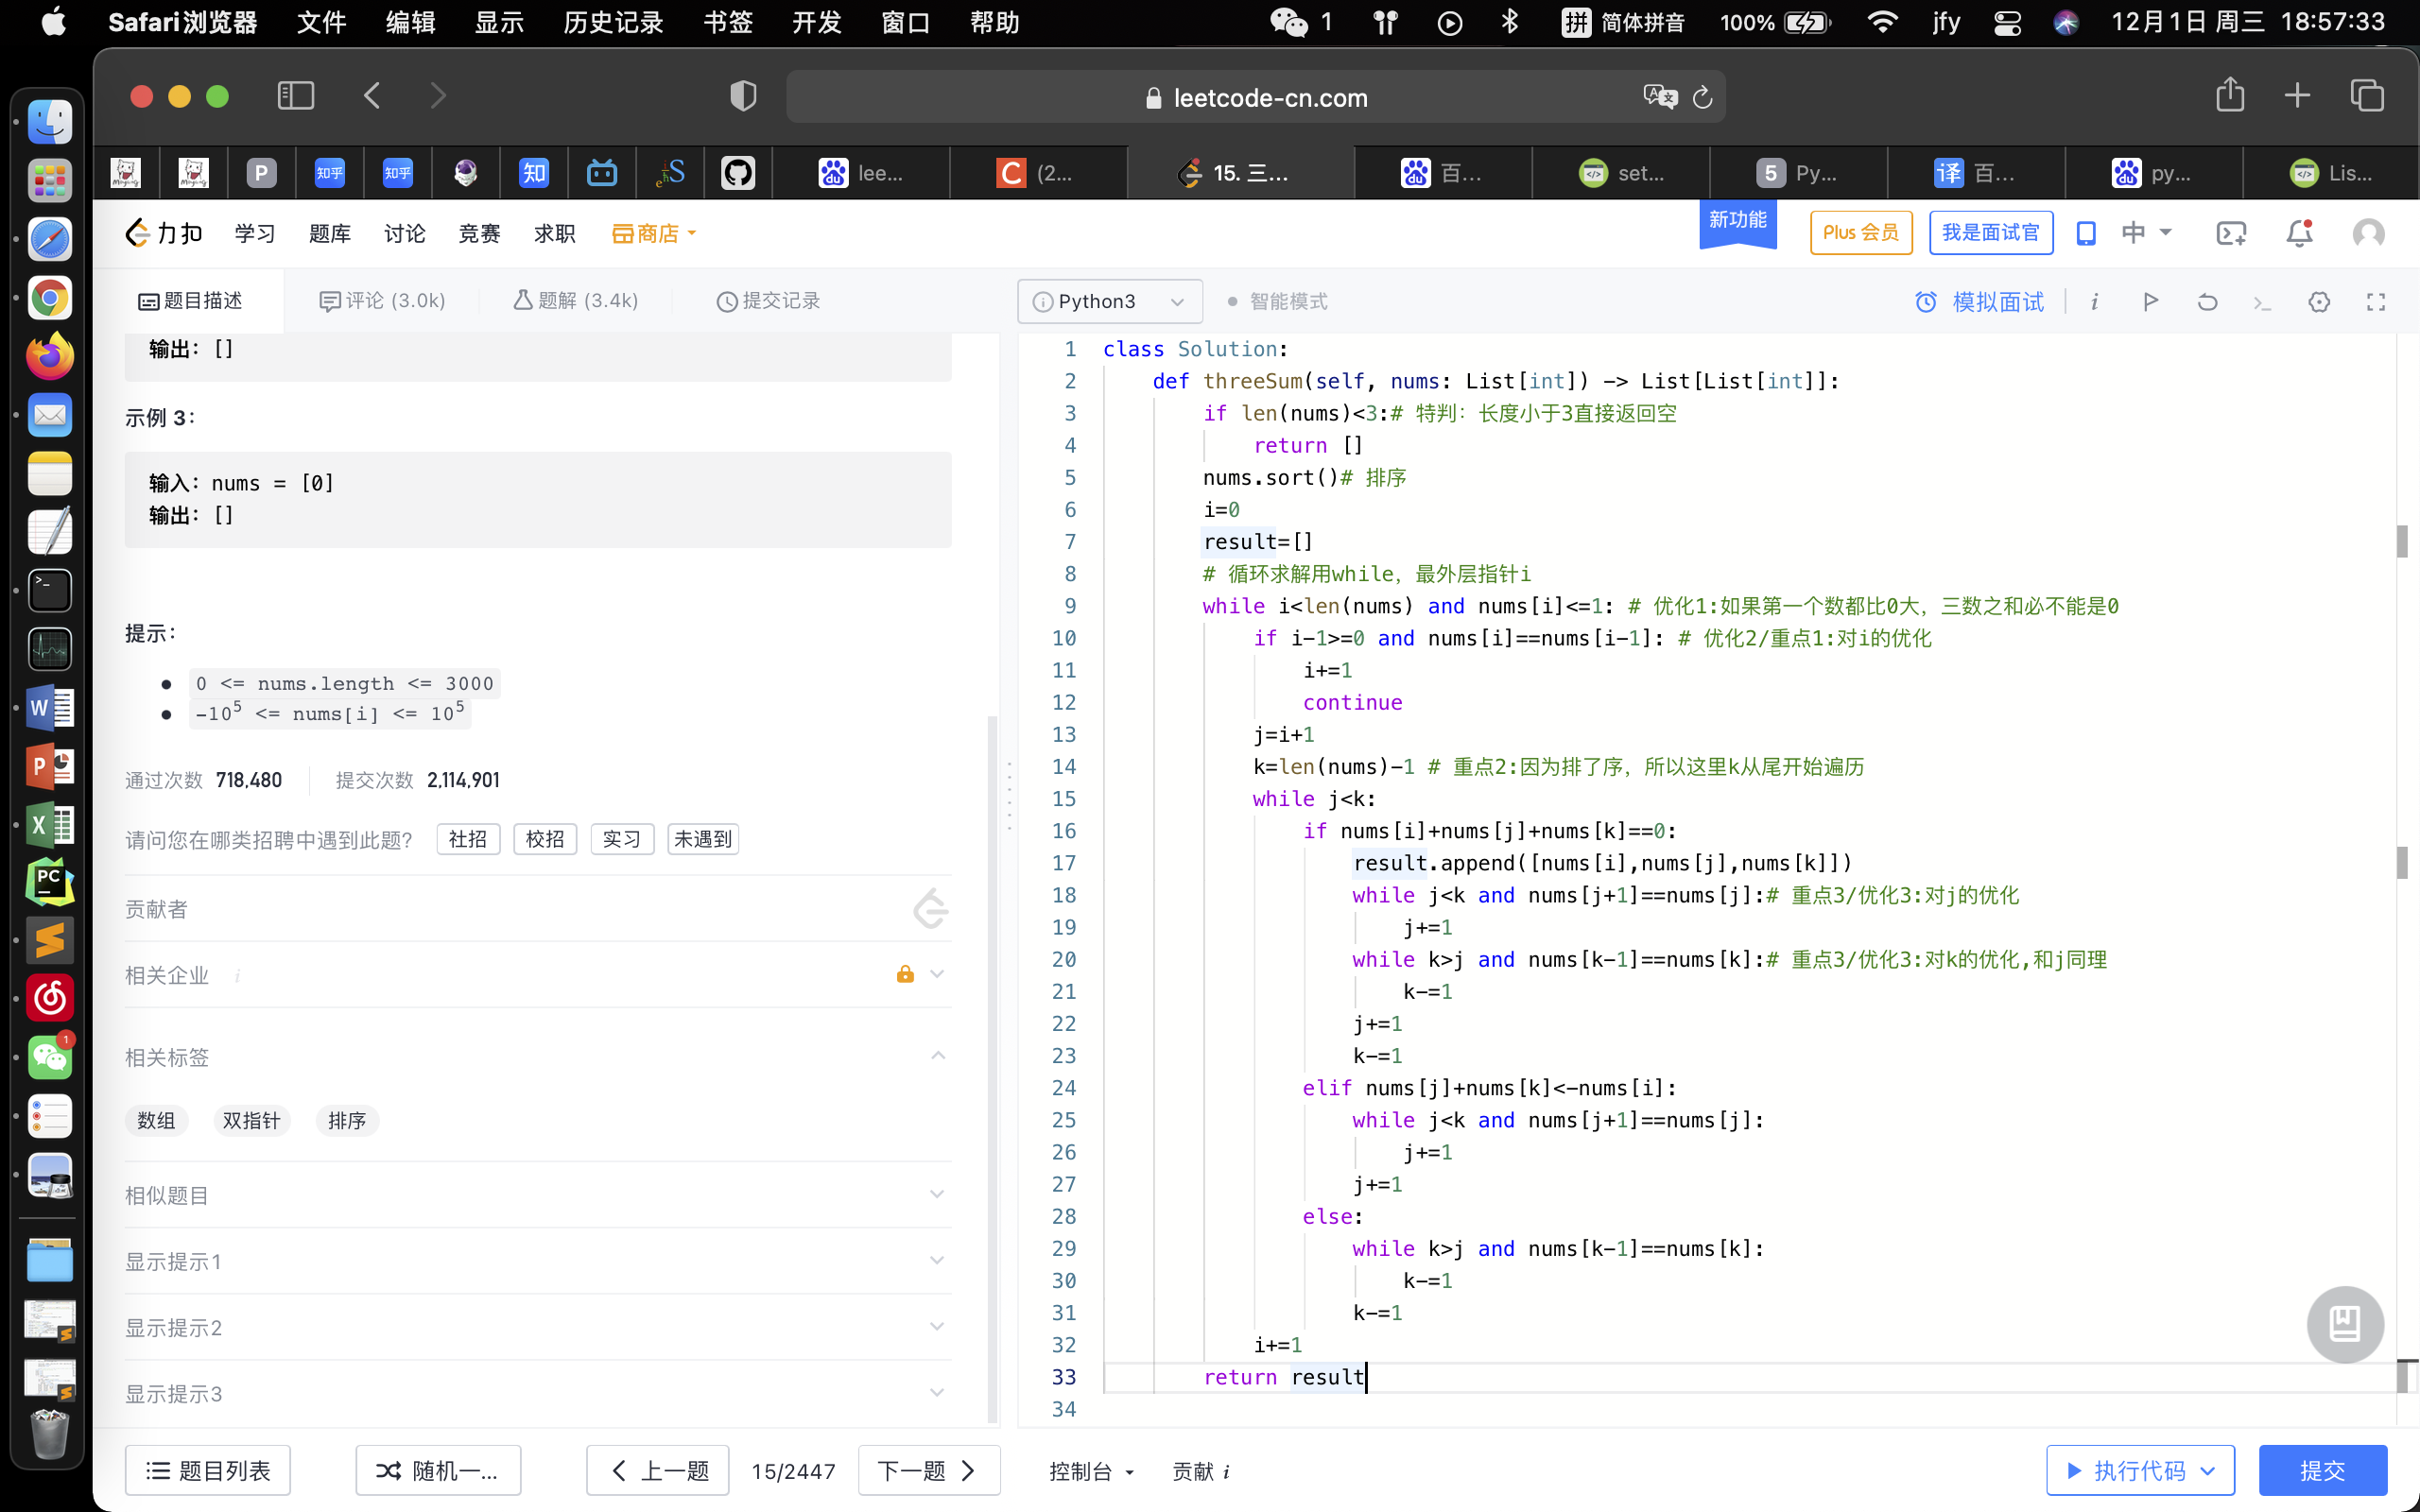 Safari浏览器 文件 编辑 显示 历史记录 书签 开发 窗口 帮助 1 拼 简体拼音 100% jfy 12月1日 周三 18:57:33
leetcode-cn.com
P 知乎 知乎 知 lee... C (2... 15. 三... 百... set... 5 Py... 译 百... py... Lis...
力扣 学习 题库 讨论 竞赛 求职 商店 新功能 Plus 会员 我是面试官 中
题目描述 评论 (3.0k) 题解 (3.4k) 提交记录 Python3 智能模式 模拟面试
输出：[]
示例 3：
输入：nums = [0]
输出：[]
提示：
0 <= nums.length <= 3000
-10^5 <= nums[i] <= 10^5
通过次数 718,480 提交次数 2,114,901
请问您在哪类招聘中遇到此题？ 社招 校招 实习 未遇到
贡献者
相关企业 i
相关标签
数组 双指针 排序
相似题目
显示提示1
显示提示2
显示提示3
1 class Solution:
2     def threeSum(self, nums: List[int]) -> List[List[int]]:
3         if len(nums)<3:# 特判：长度小于3直接返回空
4             return []
5         nums.sort()# 排序
6         i=0
7         result=[]
8         # 循环求解用while，最外层指针i
9         while i<len(nums) and nums[i]<=1: # 优化1:如果第一个数都比0大，三数之和必不能是0
10             if i-1>=0 and nums[i]==nums[i-1]: # 优化2/重点1:对i的优化
11                 i+=1
12                 continue
13             j=i+1
14             k=len(nums)-1 # 重点2:因为排了序，所以这里k从尾开始遍历
15             while j<k:
16                 if nums[i]+nums[j]+nums[k]==0:
17                     result.append([nums[i],nums[j],nums[k]])
18                     while j<k and nums[j+1]==nums[j]:# 重点3/优化3:对j的优化
19                         j+=1
20                     while k>j and nums[k-1]==nums[k]:# 重点3/优化3:对k的优化,和j同理
21                         k-=1
22                     j+=1
23                     k-=1
24                 elif nums[j]+nums[k]<-nums[i]:
25                     while j<k and nums[j+1]==nums[j]:
26                         j+=1
27                     j+=1
28                 else:
29                     while k>j and nums[k-1]==nums[k]:
30                         k-=1
31                     k-=1
32             i+=1
33         return result
34
题目列表 随机一... 上一题 15/2447 下一题 控制台 贡献 i 执行代码 提交